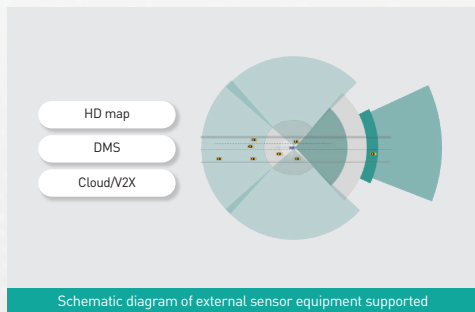 HD map
DMS
Cloud/V2X
Schematic diagram of external sensor equipment supported